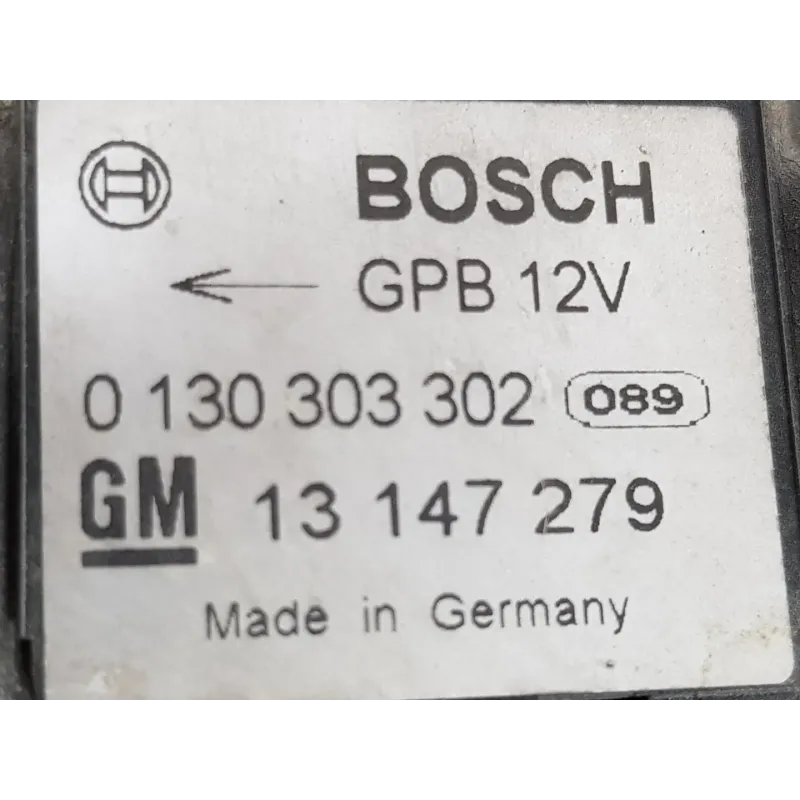 BOSCH
GPB 12V
0 130 303 302 089
GM 13 147 279
Made in Germany